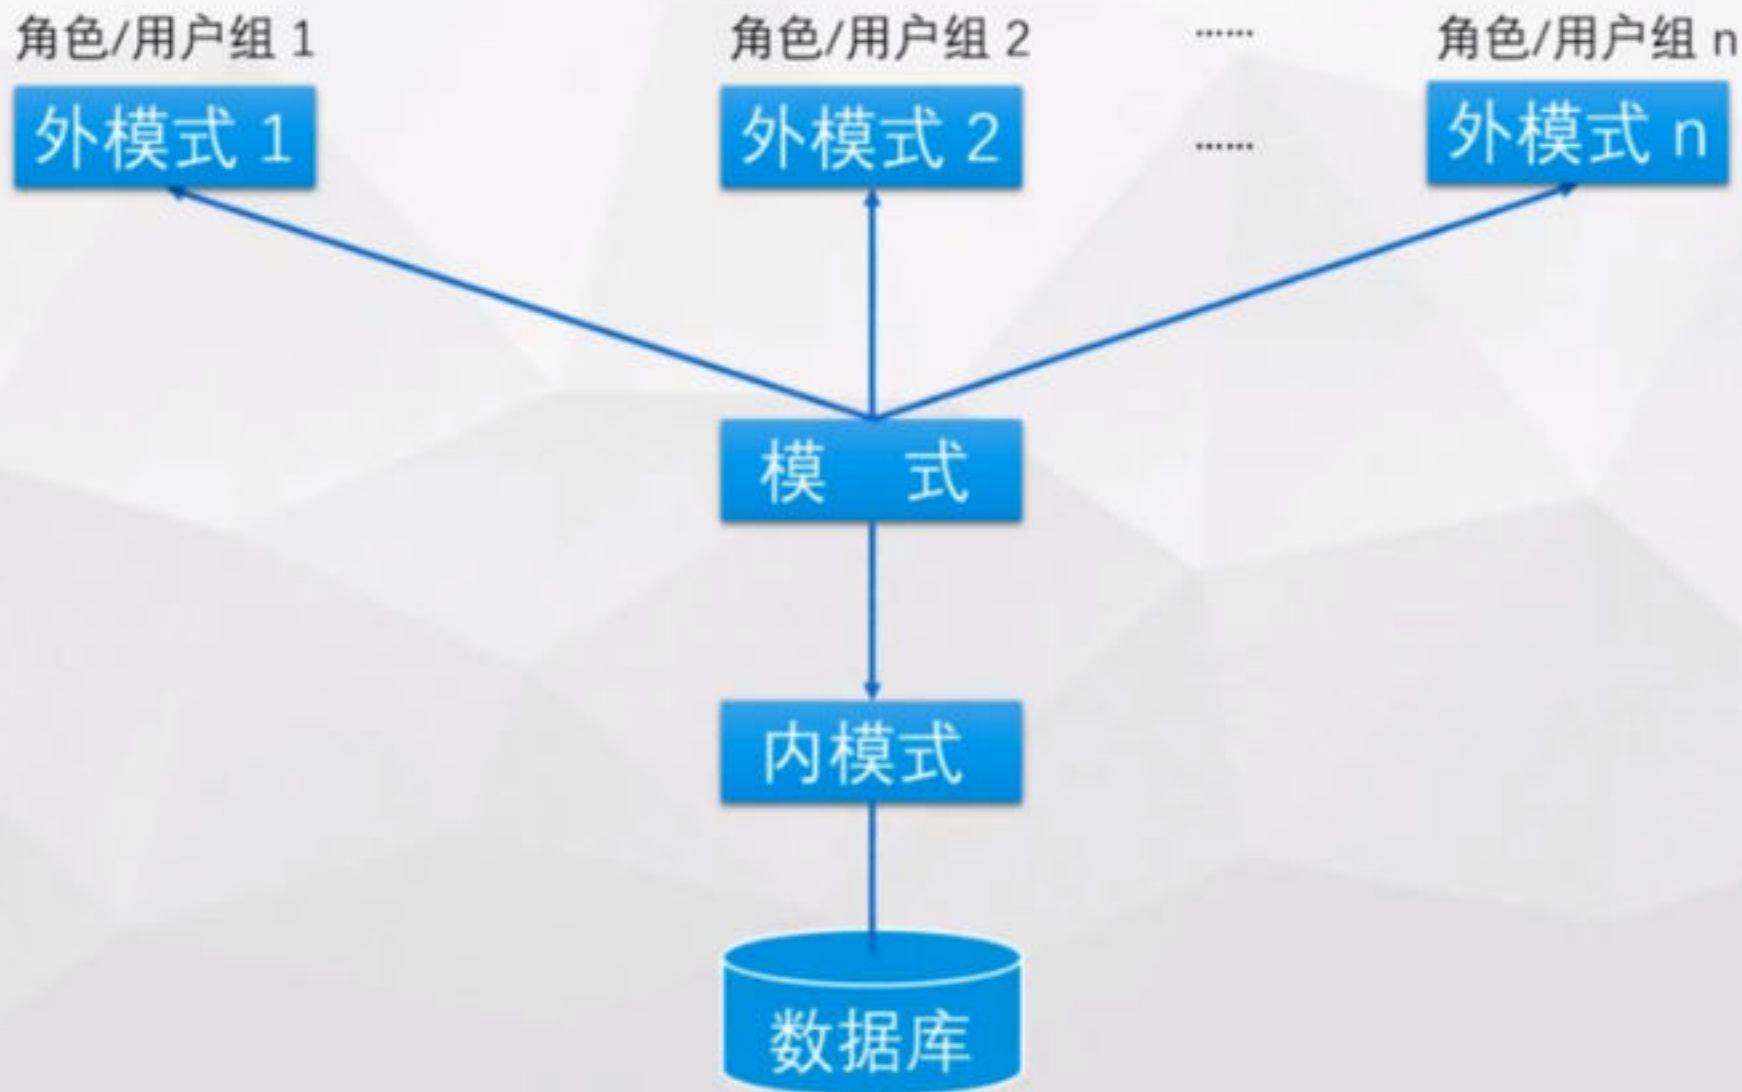 角色/用户组 1
角色/用户组 2
……
角色/用户组 n
外模式 1
外模式 2
……
外模式 n
模 式
内模式
数据库